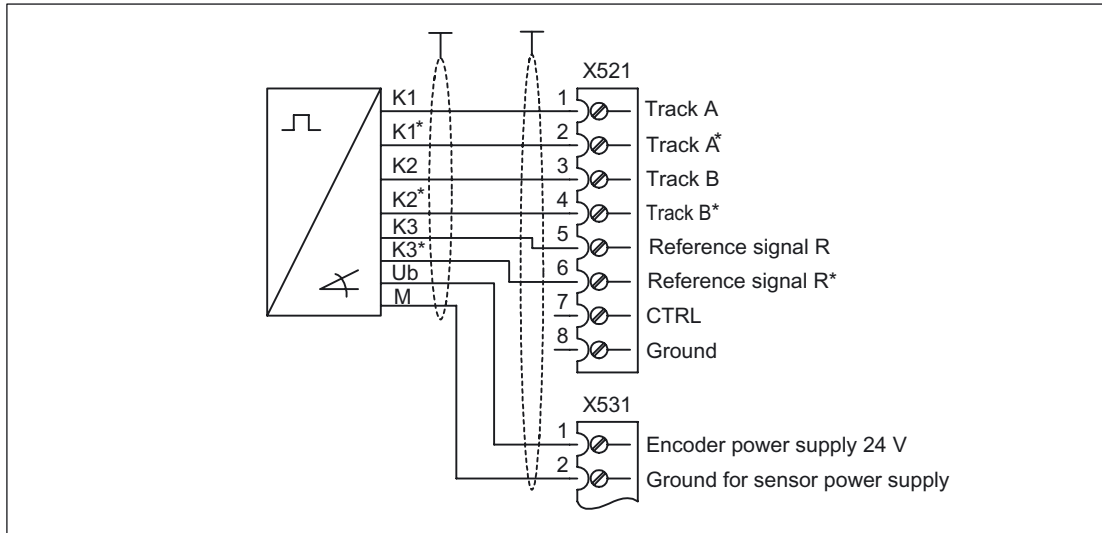 X521
K1 1 Track A
K1* 2 Track A*
K2 3 Track B
K2* 4 Track B*
K3 5 Reference signal R
K3* 6 Reference signal R*
Ub
M
7 CTRL
8 Ground
X531
1 Encoder power supply 24 V
2 Ground for sensor power supply